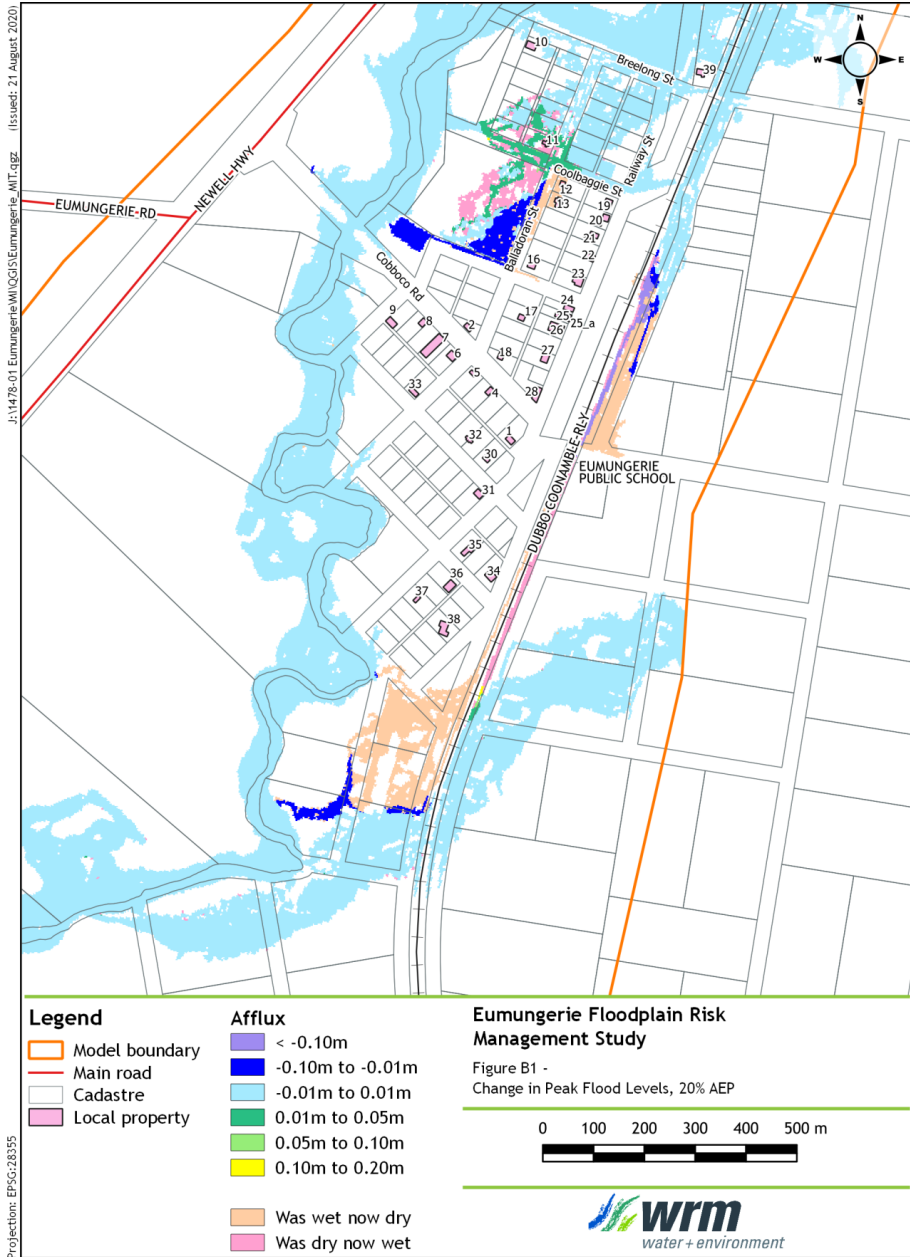 J:\1478-01 Eumungerie\WI\QGIS\Eumungerie_MIT.qgz (Issued: 21 August 2020)
Projection: EPSG:28355
N
W E
S
10
Breelong St
39
11
Coolbaggie St
Railway St
12
13
19
20
21
22
23
Balladoran St
16
NEWELL-HWY
EUMUNGERIE-RD
Cobboco Rd
9
8
7
6
2
17
24
25
25_a
26
27
18
5
4
28
33
32
1
30
31
EUMUNGERIE
PUBLIC SCHOOL
DUBBO-COONAMBLE-RLY
35
34
36
37
38
Legend
Model boundary
Main road
Cadastre
Local property
Afflux
< -0.10m
-0.10m to -0.01m
-0.01m to 0.01m
0.01m to 0.05m
0.05m to 0.10m
0.10m to 0.20m
Was wet now dry
Was dry now wet
Eumungerie Floodplain Risk
Management Study
Figure B1 -
Change in Peak Flood Levels, 20% AEP
0 100 200 300 400 500 m
wrm
water + environment